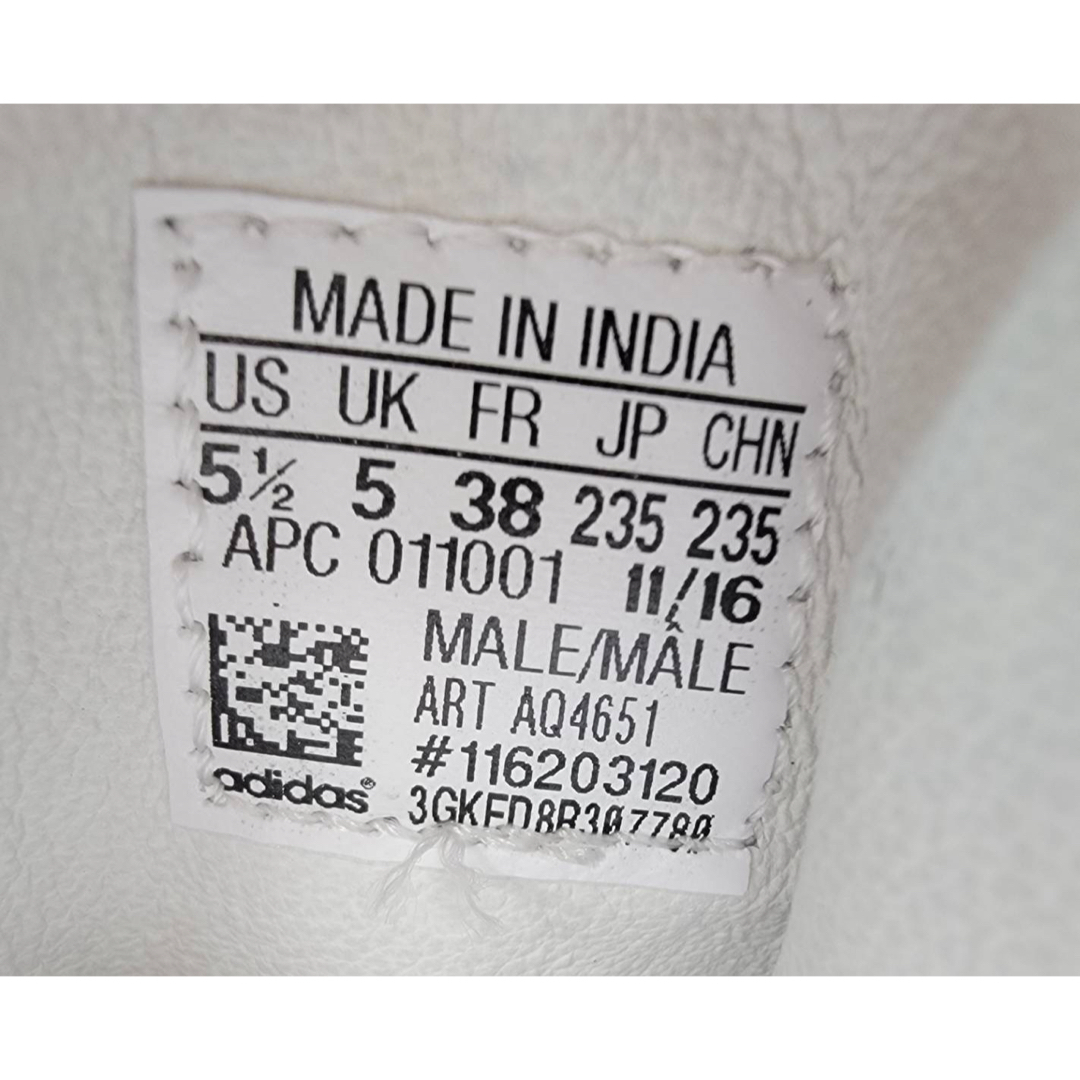 MADE IN INDIA
US UK FR JP CHN
5½ 5 38 235 235
APC 011001 11/16
MALE/MÂLE
ART AQ4651
#116203120
adidas®